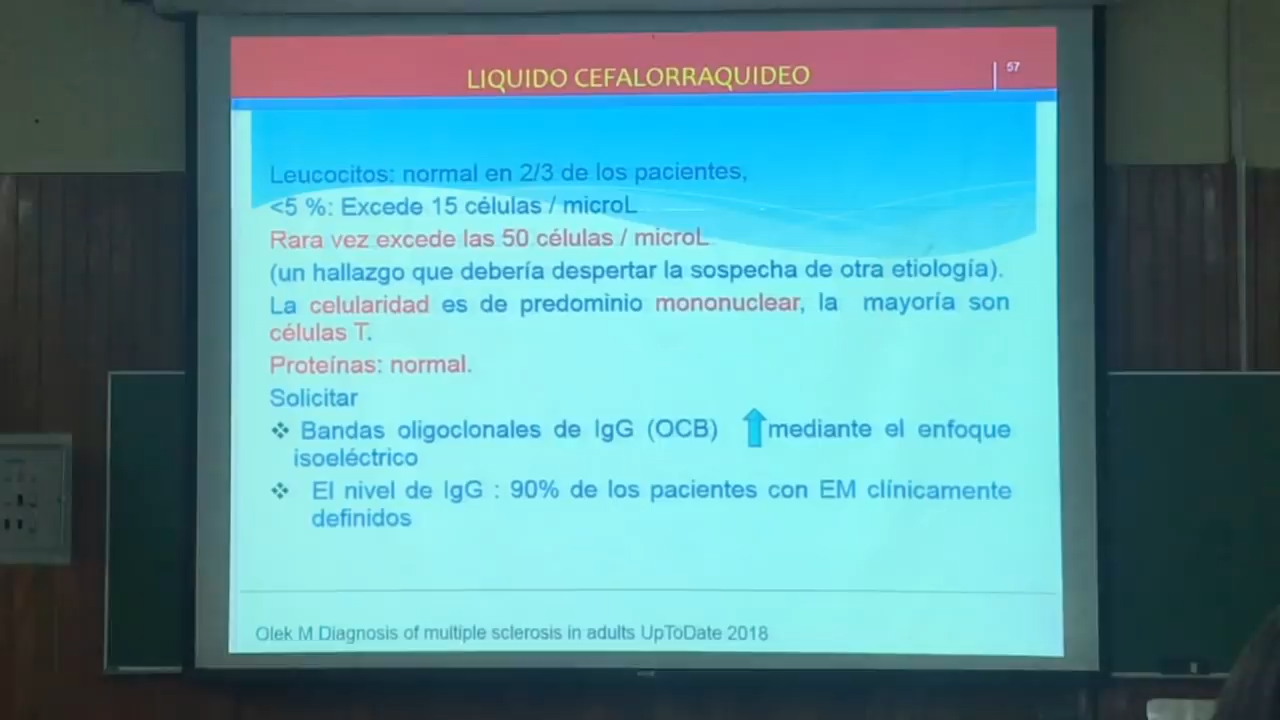 LIQUIDO CEFALORRAQUIDEO
57
Leucocitos: normal en 2/3 de los pacientes,
<5 %: Excede 15 células / microL
Rara vez excede las 50 células / microL
(un hallazgo que debería despertar la sospecha de otra etiología).
La celularidad es de predominio mononuclear, la mayoría son
células T.
Proteínas: normal.
Solicitar
❖ Bandas oligoclonales de IgG (OCB) ⬆mediante el enfoque
isoeléctrico
❖ El nivel de IgG : 90% de los pacientes con EM clínicamente
definidos
Olek M Diagnosis of multiple sclerosis in adults UpToDate 2018